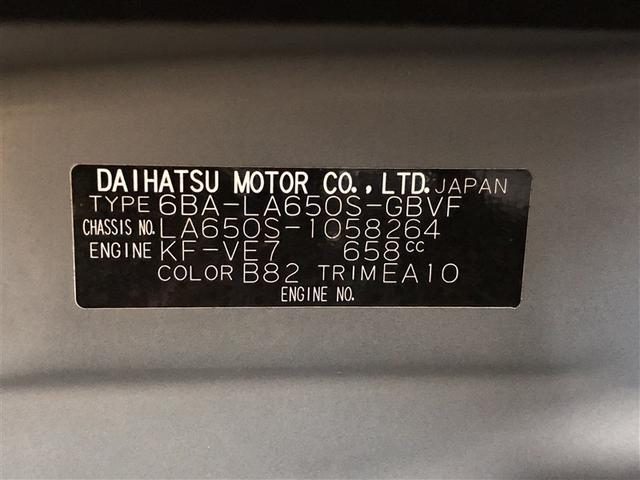 DAIHATSU MOTOR CO., LTD. JAPAN
TYPE 6BA-LA650S-GBVF
CHASSIS NO. LA650S-1058264
ENGINE KF-VE7 658cc
COLOR B82 TRIM EA10
ENGINE NO.